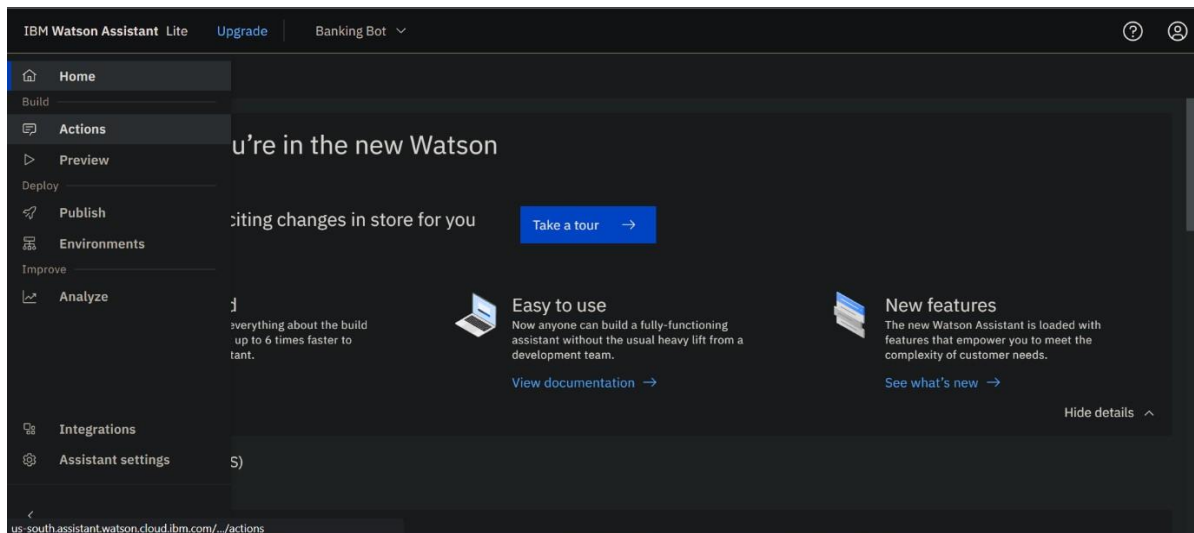 IBM Watson Assistant Lite Upgrade Banking Bot
Home
Build
Actions
Preview
Deploy
Publish
Environments
Improve
Analyze
Integrations
Assistant settings
us-south.assistant.watson.cloud.ibm.com/.../actions
u're in the new Watson
citing changes in store for you
Take a tour
d
everything about the build
up to 6 times faster to
tant.
Easy to use
Now anyone can build a fully-functioning
assistant without the usual heavy lift from a
development team.
View documentation
New features
The new Watson Assistant is loaded with
features that empower you to meet the
complexity of customer needs.
See what's new
Hide details
S)